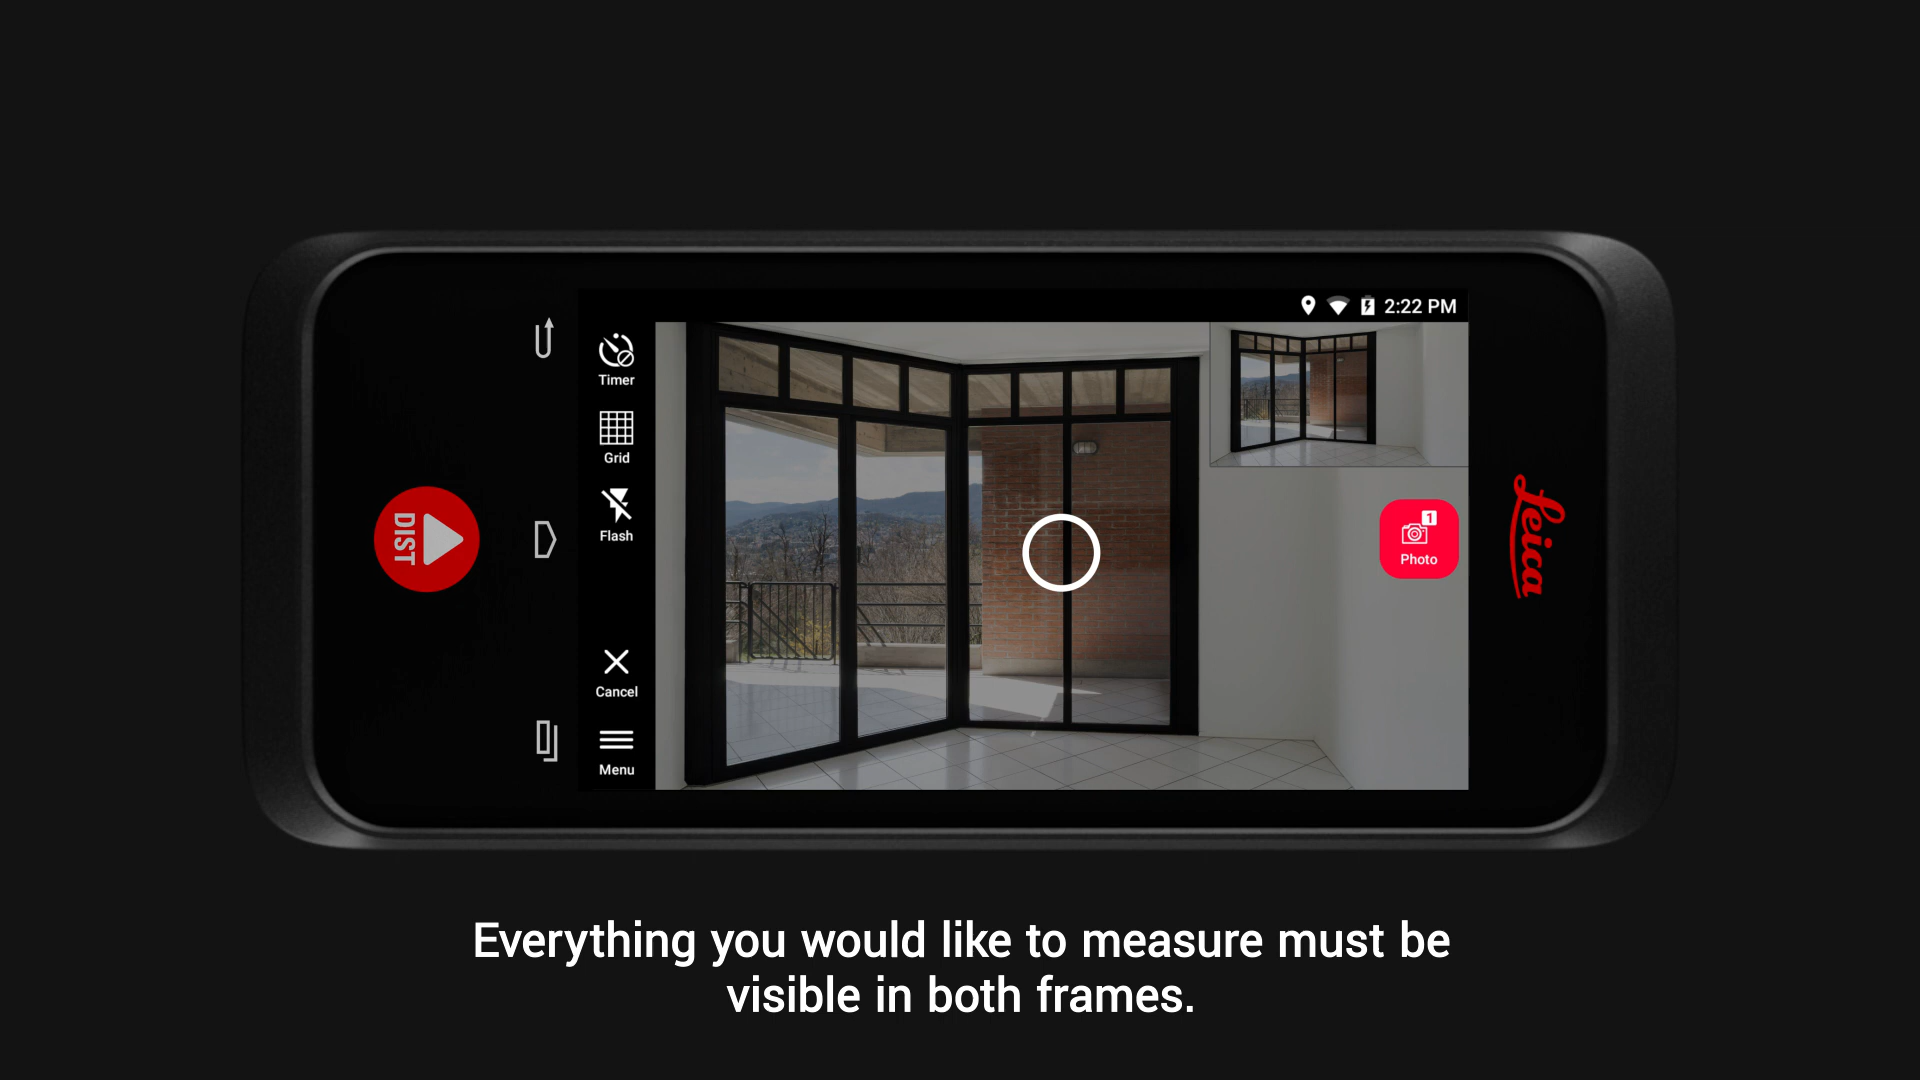 2:22 PM
Timer
Grid
Flash
DIST
1
Photo
Leica
Cancel
Menu
Everything you would like to measure must be
visible in both frames.